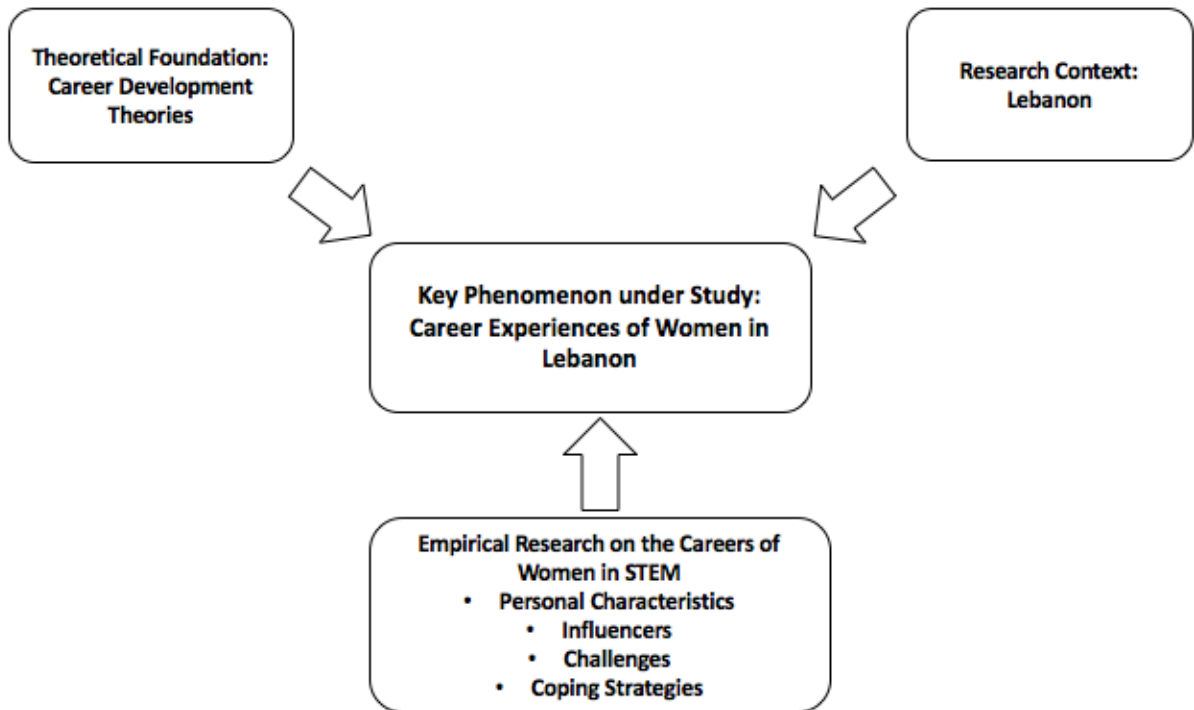 Theoretical Foundation:
Career Development
Theories
Research Context:
Lebanon
Key Phenomenon under Study:
Career Experiences of Women in
Lebanon
Empirical Research on the Careers of
Women in STEM
• Personal Characteristics
• Influencers
• Challenges
• Coping Strategies